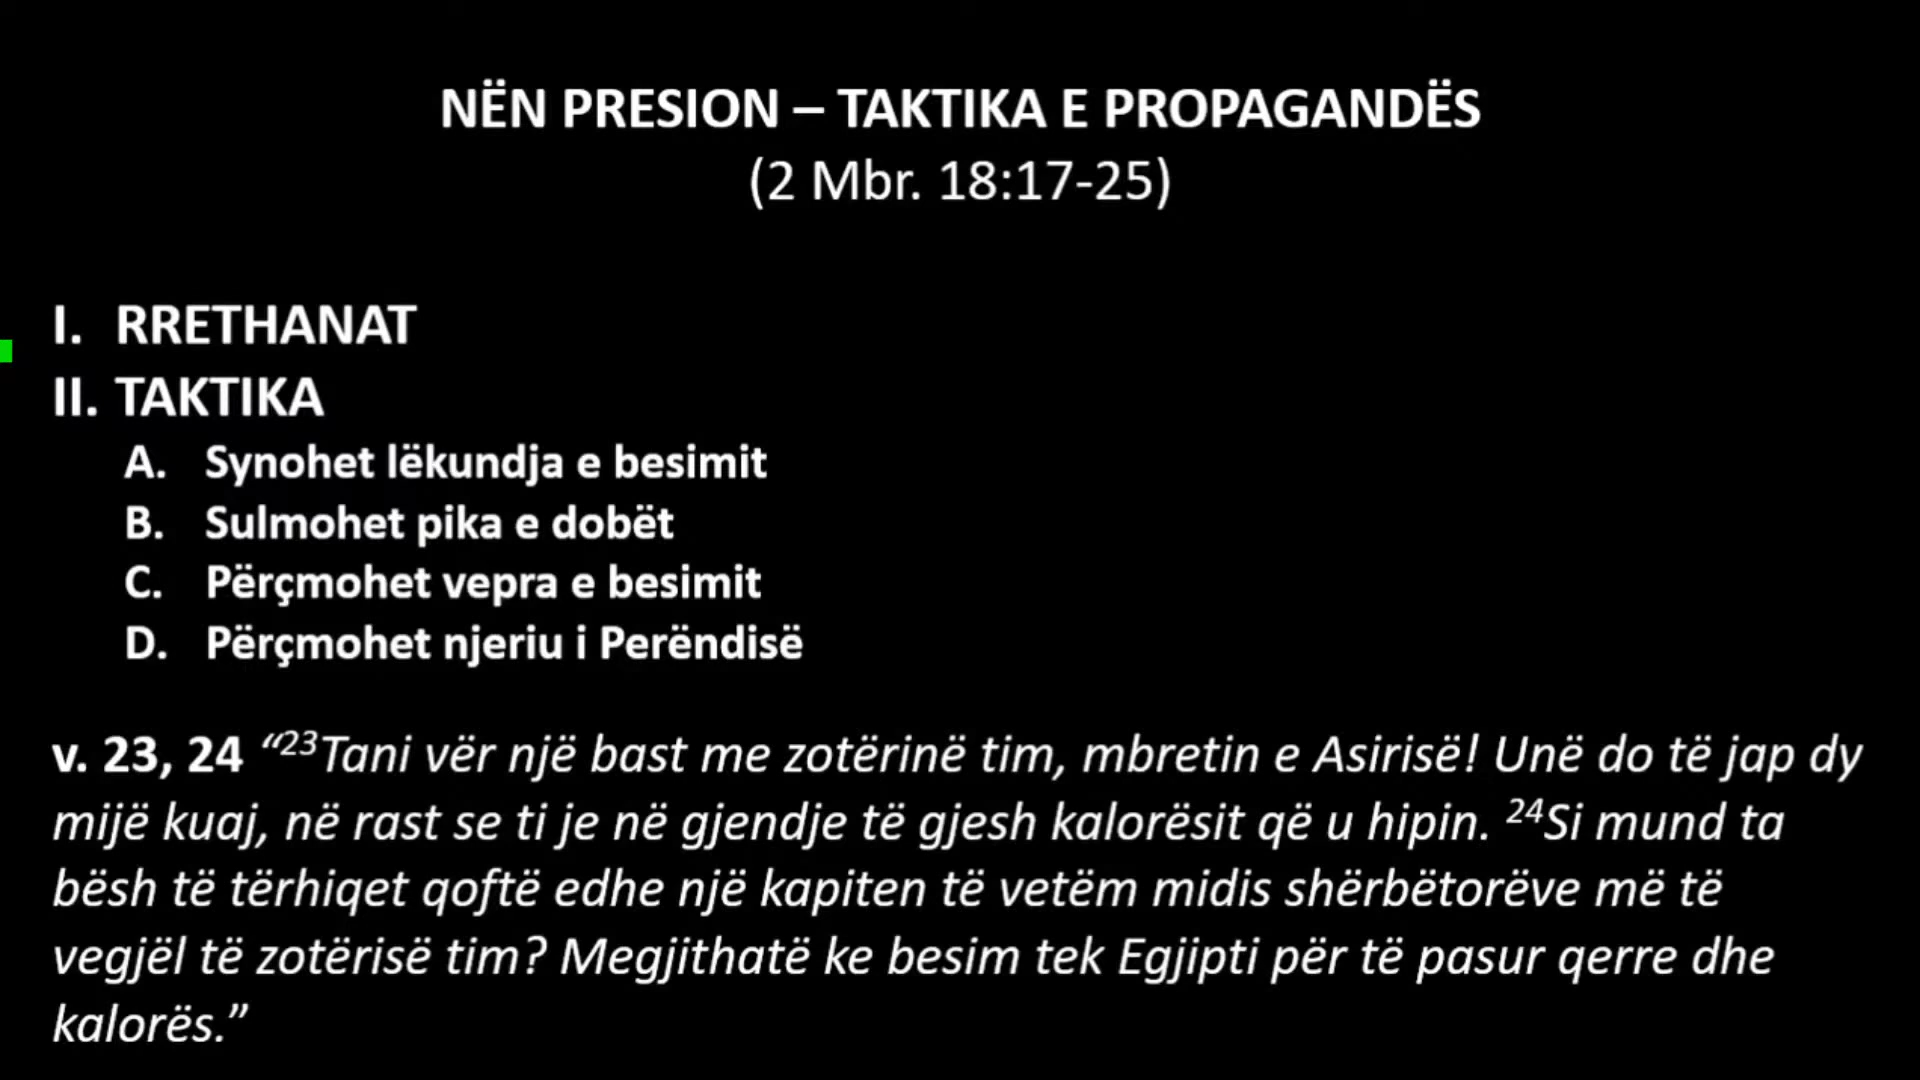 NËN PRESION – TAKTIKA E PROPAGANDËS
(2 Mbr. 18:17-25)
I. RRETHANAT
II. TAKTIKA
A. Synohet lëkundja e besimit
B. Sulmohet pika e dobët
C. Përçmohet vepra e besimit
D. Përçmohet njeriu i Perëndisë
v. 23, 24 “23Tani vër një bast me zotërinë tim, mbretin e Asirisë! Unë do të jap dy
mijë kuaj, në rast se ti je në gjendje të gjesh kalorësit që u hipin. 24Si mund ta
bësh të tërhiqet qoftë edhe një kapiten të vetëm midis shërbëtorëve më të
vegjël të zotërisë tim? Megjithatë ke besim tek Egjipti për të pasur qerre dhe
kalorës.”